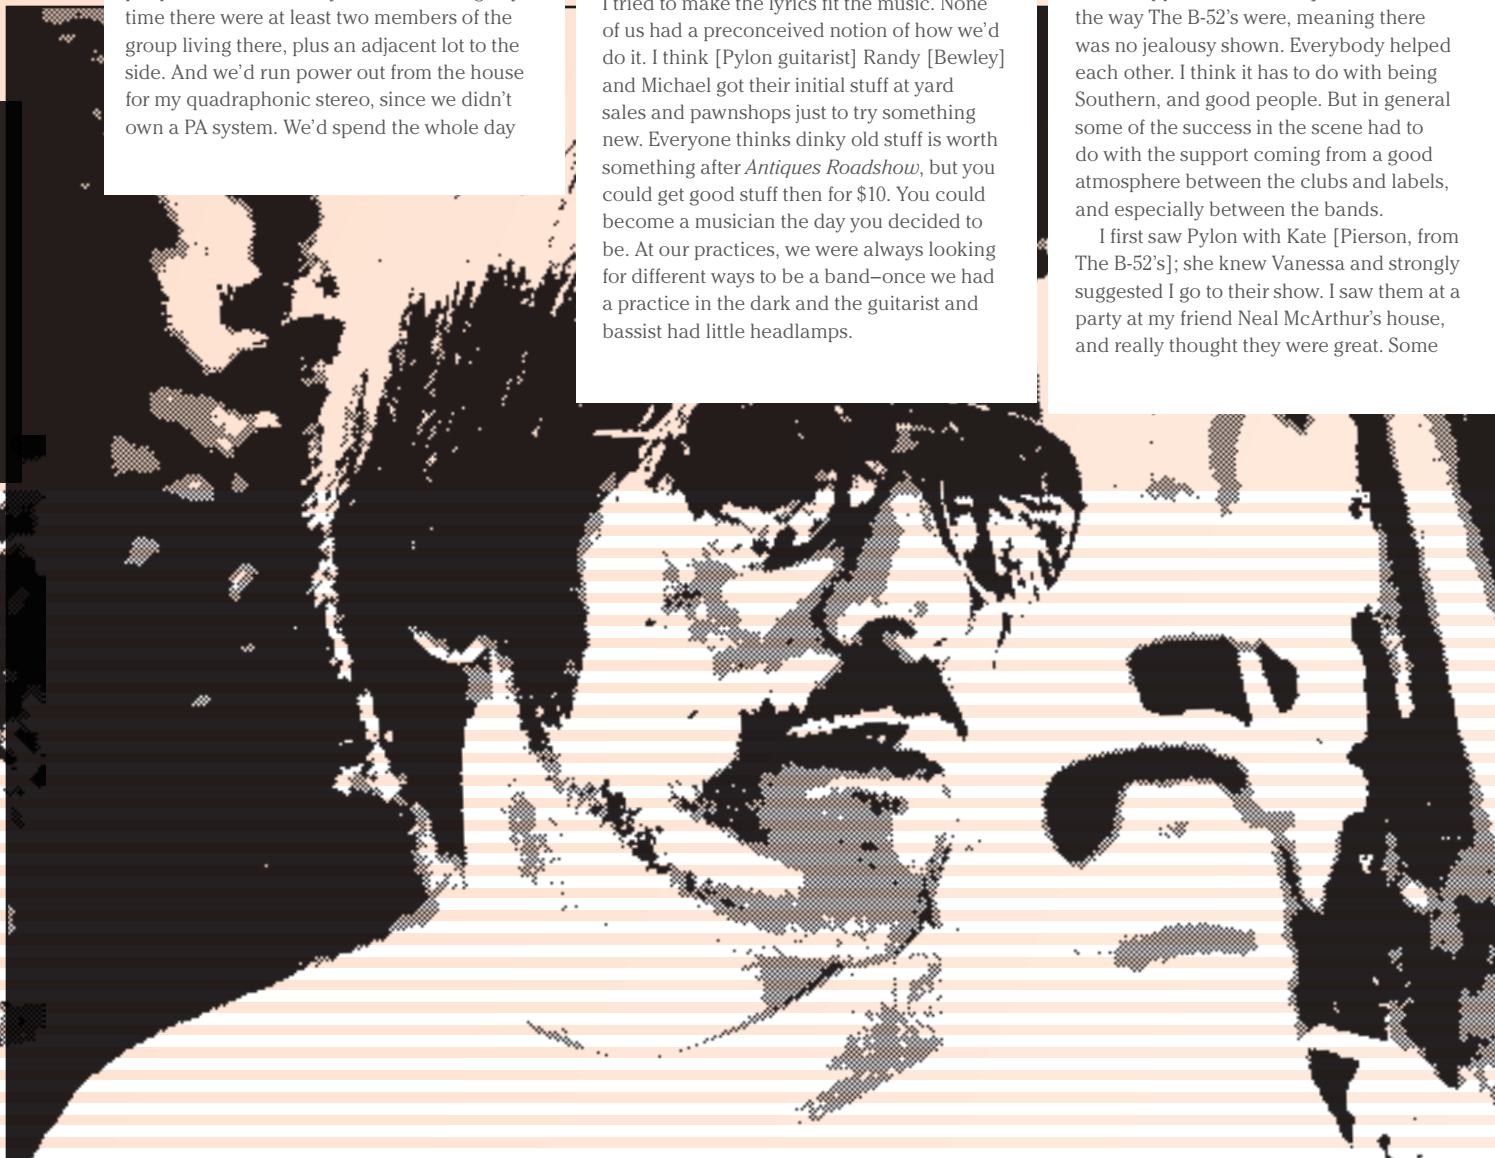 time there were at least two members of the
group living there, plus an adjacent lot to the
side. And we’d run power out from the house
for my quadraphonic stereo, since we didn’t
own a PA system. We’d spend the whole day
I tried to make the lyrics fit the music. None
of us had a preconceived notion of how we’d
do it. I think [Pylon guitarist] Randy [Bewley]
and Michael got their initial stuff at yard
sales and pawnshops just to try something
new. Everyone thinks dinky old stuff is worth
something after Antiques Roadshow, but you
could get good stuff then for $10. You could
become a musician the day you decided to
be. At our practices, we were always looking
for different ways to be a band—once we had
a practice in the dark and the guitarist and
bassist had little headlamps.
the way The B-52’s were, meaning there
was no jealousy shown. Everybody helped
each other. I think it has to do with being
Southern, and good people. But in general
some of the success in the scene had to
do with the support coming from a good
atmosphere between the clubs and labels,
and especially between the bands.
I first saw Pylon with Kate [Pierson, from
The B-52’s]; she knew Vanessa and strongly
suggested I go to their show. I saw them at a
party at my friend Neal McArthur’s house,
and really thought they were great. Some